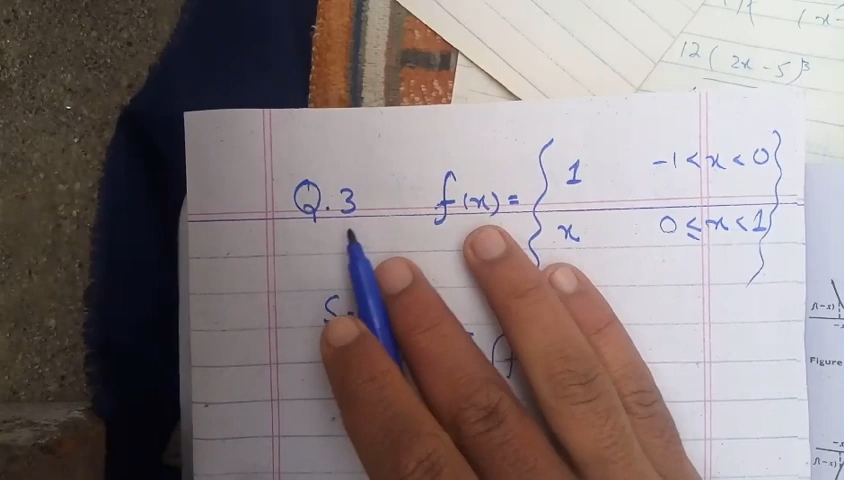 12(2x-5)³
Q.3 f(x) = { 1 -1<x<0 }
x 0≤x<1
f(-x)
Figure
f(-x)